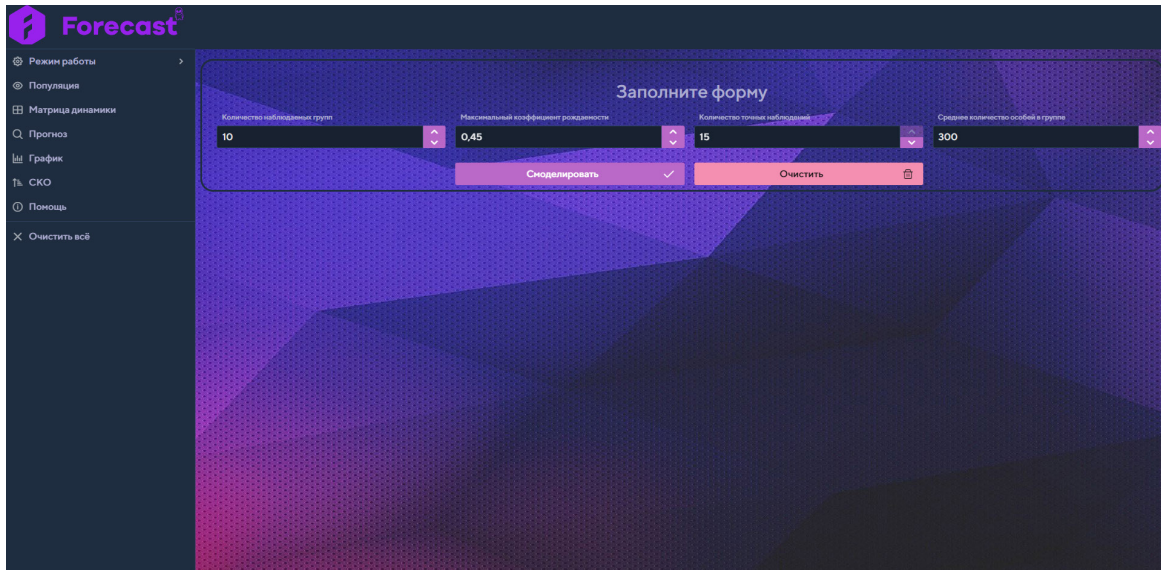 Forecast
Режим работы
Популяция
Матрица динамики
Прогноз
График
СКО
Помощь
Очистить всё
Заполните форму
Количество наблюдаемых групп
Максимальный коэффициент рождаемости
Количество точных наблюданий
Среднее количество особей в группе
10
0,45
15
300
Смоделировать
Очистить